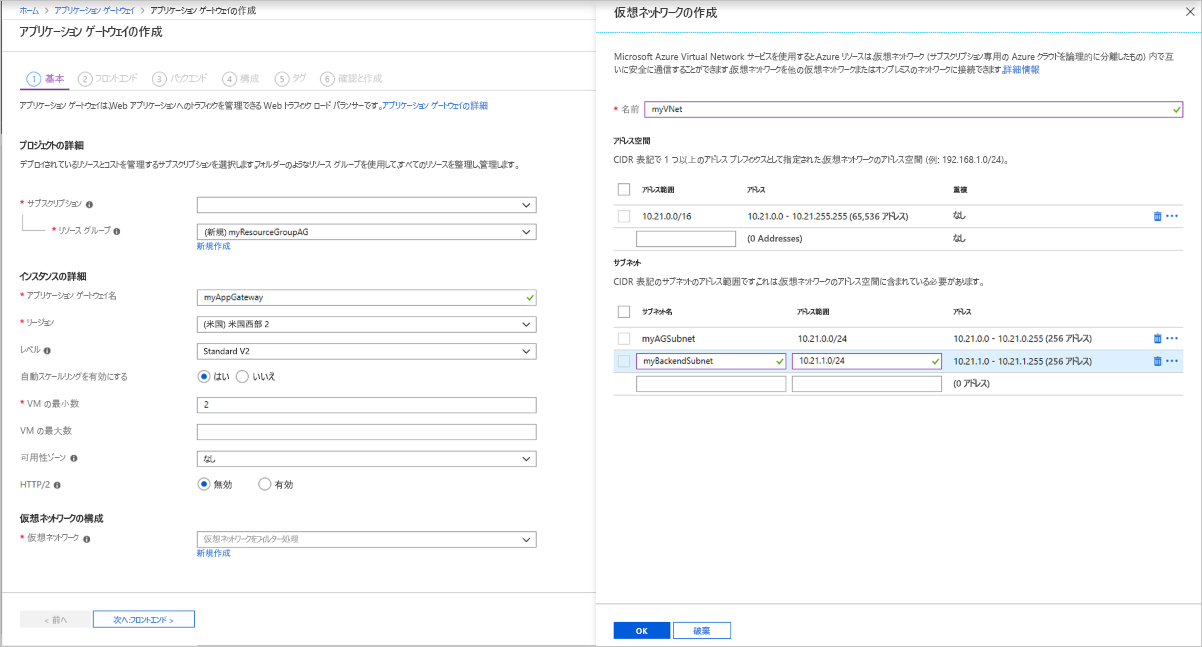 ホーム > アプリケーション ゲートウェイ > アプリケーション ゲートウェイの作成
アプリケーション ゲートウェイの作成
1 基本 2 フロントエンド 3 バックエンド 4 構成 5 タグ 6 確認と作成
アプリケーション ゲートウェイは、Web アプリケーションへのトラフィックを管理できる Web トラフィック ロード バランサーです。アプリケーション ゲートウェイの詳細
プロジェクトの詳細
デプロイされているリソースとコストを管理するサブスクリプションを選択します。フォルダーのようなリソース グループを使用して、すべてのリソースを整理し、管理します。
* サブスクリプション
* リソース グループ (新規) myResourceGroupAG
新規作成
インスタンスの詳細
* アプリケーション ゲートウェイ名 myAppGateway
* リージョン (米国) 米国西部 2
レベル Standard V2
自動スケールリングを有効にする はい いいえ
* VM の最小数 2
VM の最大数
可用性ゾーン なし
HTTP/2 無効 有効
仮想ネットワークの構成
* 仮想ネットワーク 仮想ネットワークをフィルター処理
新規作成
< 前へ 次へ:フロントエンド >
仮想ネットワークの作成
Microsoft Azure Virtual Network サービスを使用するとAzure リソースは、仮想ネットワーク (サブスクリプション専用の Azure クラウドを論理的に分離したもの) 内で互
いに安全に通信することができます。仮想ネットワークを他の仮想ネットワークまたはオンプレミスのネットワークに接続できます。詳細情報
* 名前 myVNet
アドレス空間
CIDR 表記で 1 つ以上のアドレス プレフィクスとして指定された、仮想ネットワークのアドレス空間 (例: 192.168.1.0/24)。
アドレス範囲 アドレス 重複
10.21.0.0/16 10.21.0.0 - 10.21.255.255 (65,536 アドレス) なし
(0 Addresses) なし
サブネット
CIDR 表記のサブネットのアドレス範囲です。これは、仮想ネットワークのアドレス空間に含まれている必要があります。
サブネット名 アドレス範囲 アドレス
myAGSubnet 10.21.0.0/24 10.21.0.0 - 10.21.0.255 (256 アドレス)
myBackendSubnet 10.21.1.0/24 10.21.1.0 - 10.21.1.255 (256 アドレス)
(0 アドレス)
OK 破棄